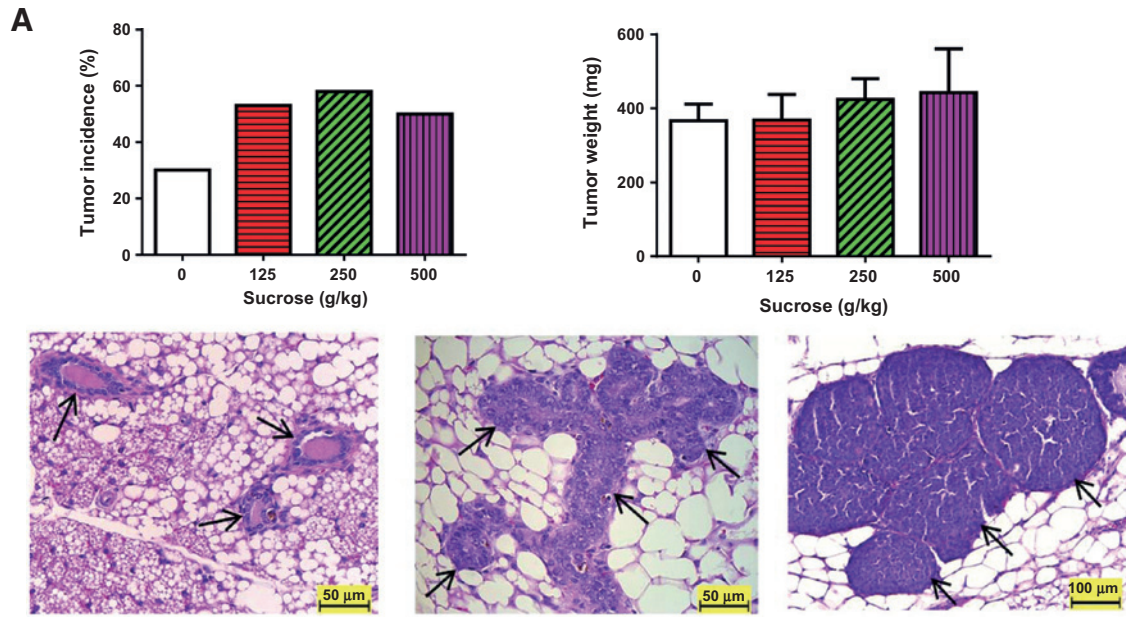 A
Tumor incidence (%)
80
60
40
20
0
0 125 250 500
Sucrose (g/kg)
Tumor weight (mg)
600
400
200
0
0 125 250 500
Sucrose (g/kg)
50 µm
50 µm
100 µm